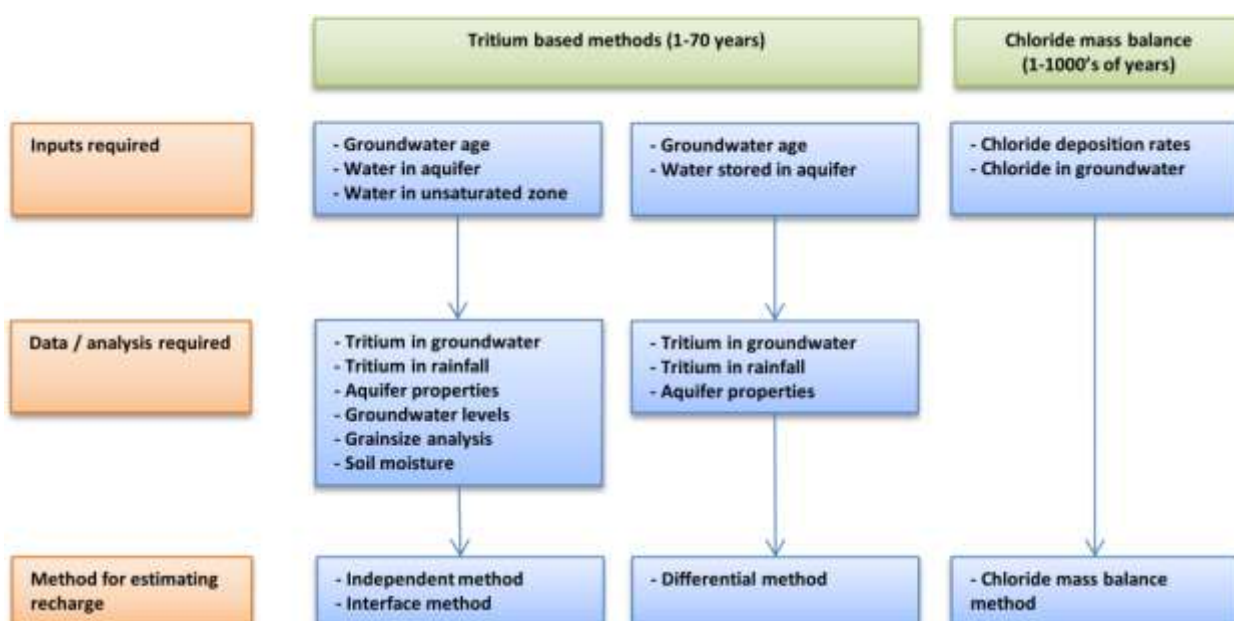 Tritium based methods (1-70 years)
Chloride mass balance
(1-1000's of years)
Inputs required
- Groundwater age
- Water in aquifer
- Water in unsaturated zone
- Groundwater age
- Water stored in aquifer
- Chloride deposition rates
- Chloride in groundwater
Data / analysis required
- Tritium in groundwater
- Tritium in rainfall
- Aquifer properties
- Groundwater levels
- Grainsize analysis
- Soil moisture
- Tritium in groundwater
- Tritium in rainfall
- Aquifer properties
Method for estimating
recharge
- Independent method
- Interface method
- Differential method
- Chloride mass balance
method